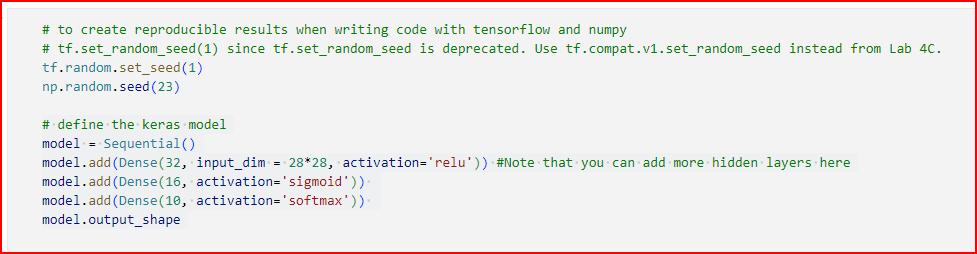 # to create reproducible results when writing code with tensorflow and numpy
# tf.set_random_seed(1) since tf.set_random_seed is deprecated. Use tf.compat.v1.set_random_seed instead from Lab 4C.
tf.random.set_seed(1)
np.random.seed(23)
# define the keras model
model = Sequential()
model.add(Dense(32, input_dim = 28*28, activation='relu')) #Note that you can add more hidden layers here
model.add(Dense(16, activation='sigmoid'))
model.add(Dense(10, activation='softmax'))
model.output_shape